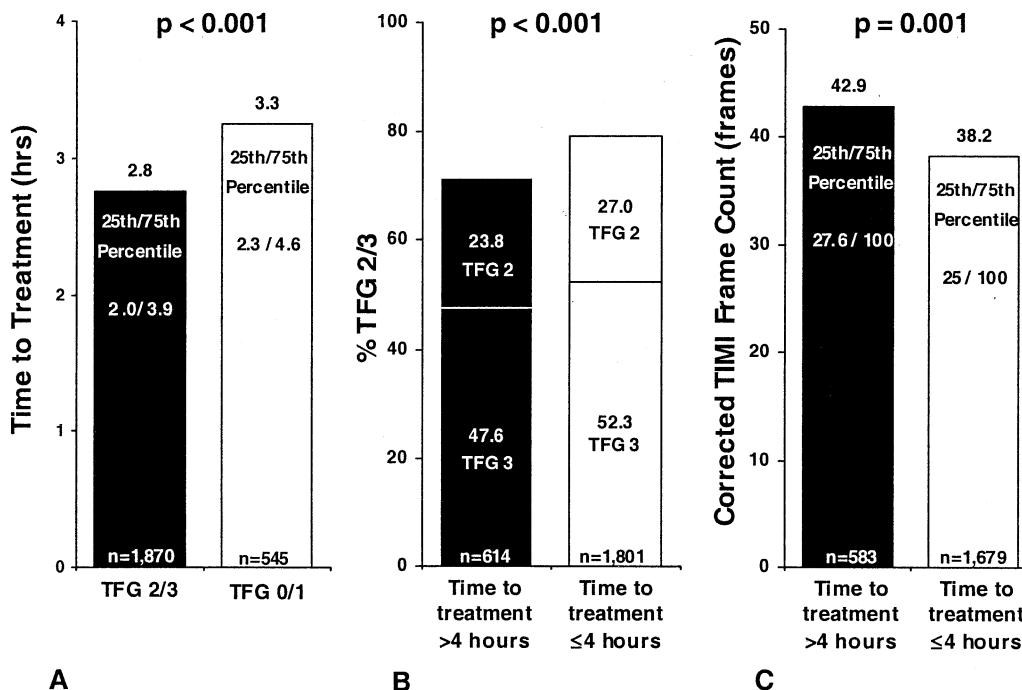 p < 0.001
Time to Treatment (hrs)
4
3
2
1
0
2.8
25th/75th
Percentile
2.0/3.9
n=1,870
TFG 2/3
3.3
25th/75th
Percentile
2.3 / 4.6
n=545
TFG 0/1
A
p < 0.001
% TFG 2/3
100
80
60
40
20
0
23.8
TFG 2
47.6
TFG 3
n=614
Time to
treatment
>4 hours
27.0
TFG 2
52.3
TFG 3
n=1,801
Time to
treatment
≤4 hours
B
p = 0.001
Corrected TIMI Frame Count (frames)
50
40
30
20
10
0
42.9
25th/75th
Percentile
27.6 / 100
n=583
Time to
treatment
>4 hours
38.2
25th/75th
Percentile
25 / 100
n=1,679
Time to
treatment
≤4 hours
C